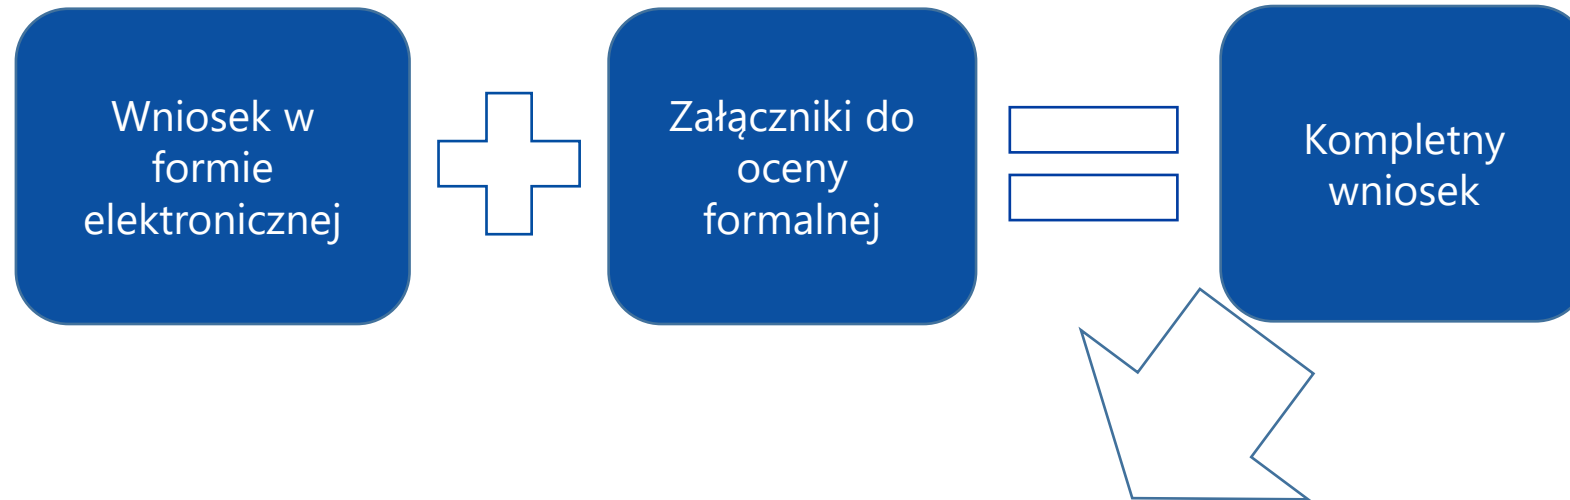 Wniosek w
formie
elektronicznej
Załączniki do
oceny
formalnej
Kompletny
wniosek